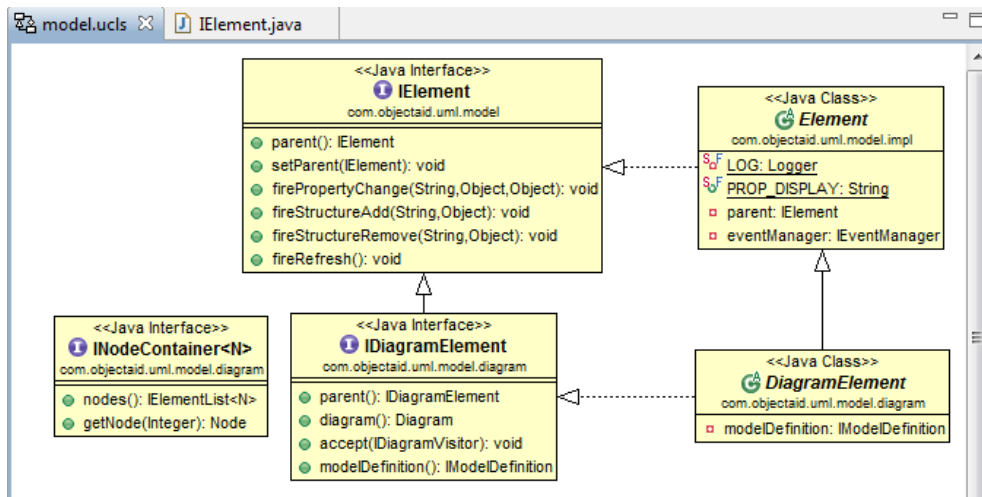 model.ucls
IElement.java
<<Java Interface>>
IElement
com.objectaid.uml.model
parent(): IElement
setParent(IElement): void
firePropertyChange(String,Object,Object): void
fireStructureAdd(String,Object): void
fireStructureRemove(String,Object): void
fireRefresh(): void
<<Java Class>>
Element
com.objectaid.uml.model.impl
LOG: Logger
PROP_DISPLAY: String
parent: IElement
eventManager: IEventManager
<<Java Interface>>
INodeContainer<N>
com.objectaid.uml.model.diagram
nodes(): IElementList<N>
getNode(Integer): Node
<<Java Interface>>
IDiagramElement
com.objectaid.uml.model.diagram
parent(): IDiagramElement
diagram(): Diagram
accept(IDiagramVisitor): void
modelDefinition(): IModelDefinition
<<Java Class>>
DiagramElement
com.objectaid.uml.model.diagram
modelDefinition: IModelDefinition